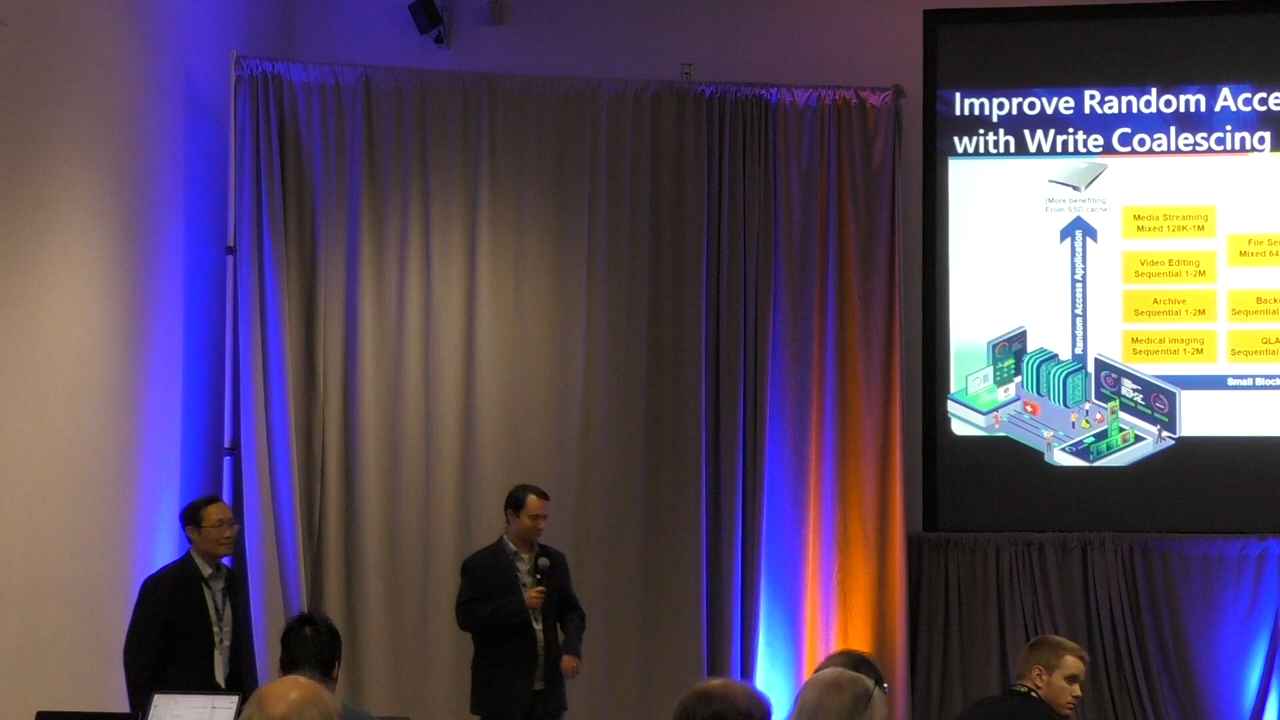 Improve Random Acce
with Write Coalescing
(More benefiting
From SSD cache)
Random Access Application
Media Streaming
Mixed 128K-1M
Video Editing
Sequential 1-2M
Archive
Sequential 1-2M
Medical imaging
Sequential 1-2M
File Se
Mixed 64
Back
Sequential
QLA
Sequential
Small Bloc